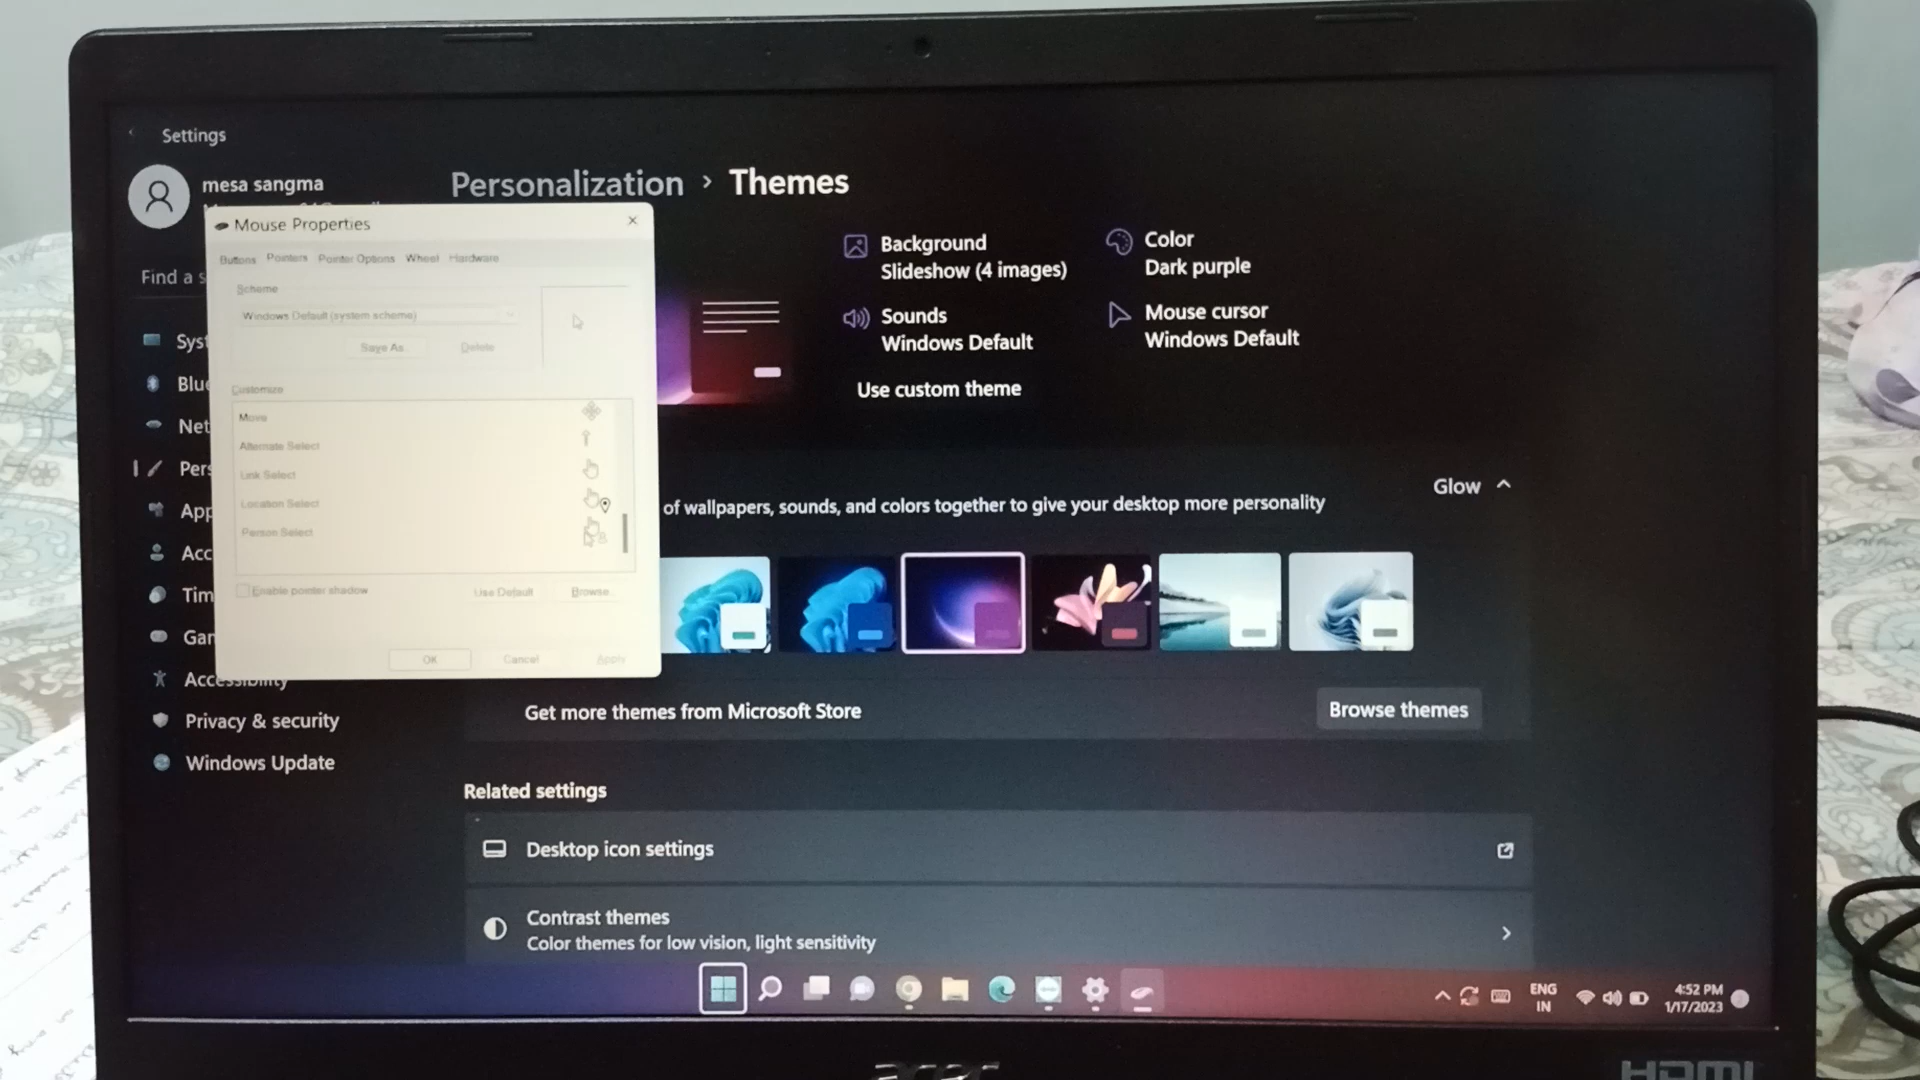 Settings
mesa sangma
Personalization › Themes
Mouse Properties
Buttons Pointers Pointer Options Wheel Hardware
Find a s
Scheme
Windows Default (system scheme)
Save As...
Delete
Customize
Move
Alternate Select
Link Select
Location Select
Person Select
Enable pointer shadow
Use Default
Browse...
OK
Cancel
Apply
Syst
Blue
Net
Pers
App
Acc
Tim
Gan
Accessibility
Privacy & security
Windows Update
Background
Slideshow (4 images)
Color
Dark purple
Sounds
Windows Default
Mouse cursor
Windows Default
Use custom theme
Glow
of wallpapers, sounds, and colors together to give your desktop more personality
Get more themes from Microsoft Store
Browse themes
Related settings
Desktop icon settings
Contrast themes
Color themes for low vision, light sensitivity
ENG
IN
4:52 PM
1/17/2023
acer
HDMI